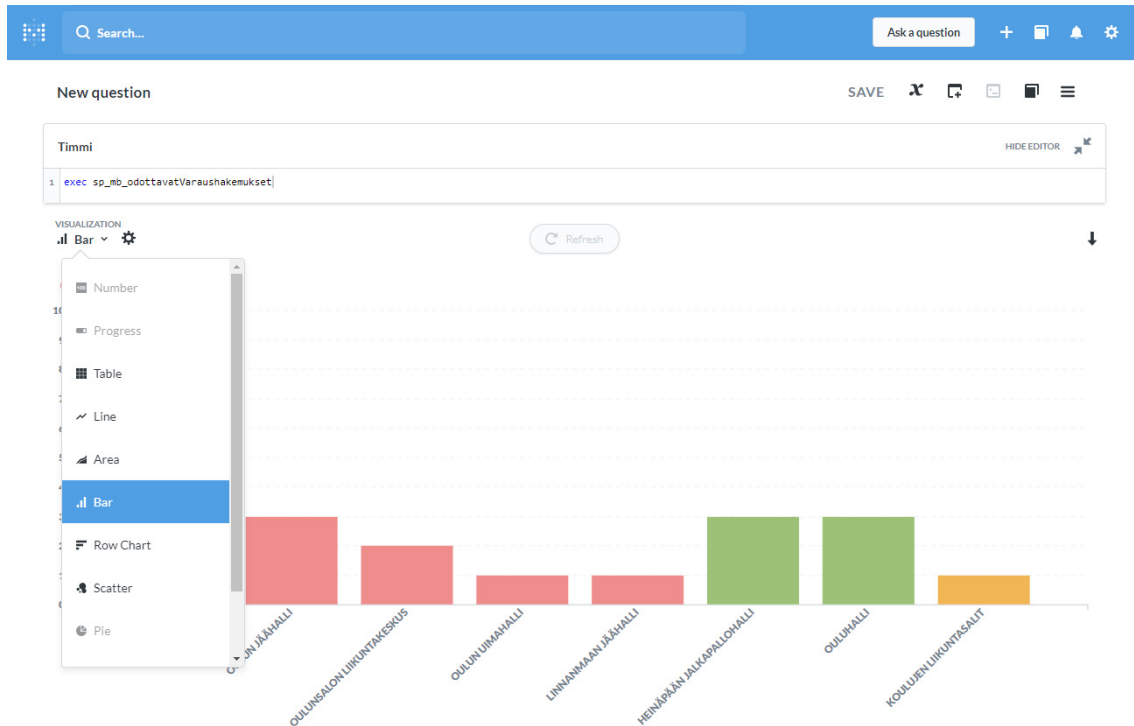 Search...
Ask a question
New question
SAVE
Timmi
HIDE EDITOR
1 exec sp_mb_odottavatVaraushakemukset
VISUALIZATION
Bar
Refresh
Number
Progress
Table
Line
Area
Bar
Row Chart
Scatter
Pie
10
OULUNSALON LIIKUNTAKESKUS
OULUN UIMAHALLI
LINNANMAAN JÄÄHALLI
HEINÄPÄÄN JALKAPALLOHALLI
OULUHALLI
KOULUJEN LIIKUNTASALIT